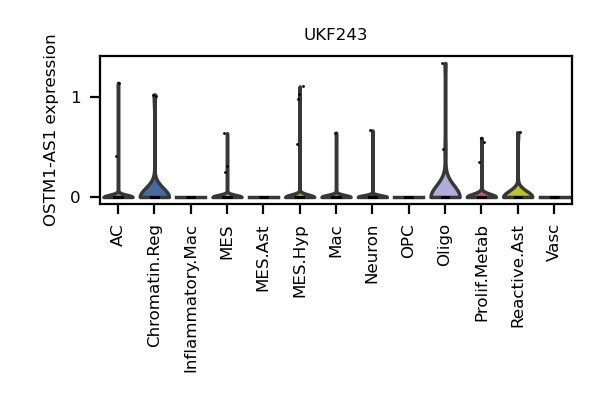 UKF243
OSTM1-AS1 expression
1
0
AC
Chromatin.Reg
Inflammatory.Mac
MES
MES.Ast
MES.Hyp
Mac
Neuron
OPC
Oligo
Prolif.Metab
Reactive.Ast
Vasc